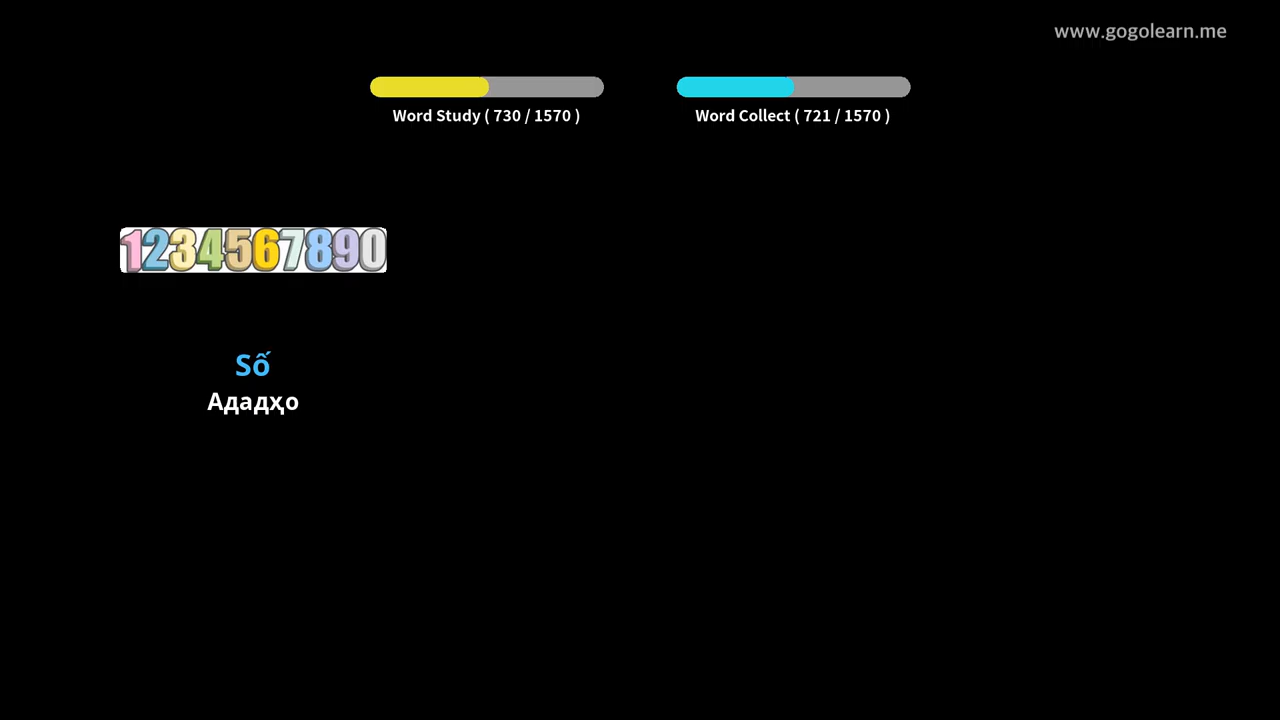 www.gogolearn.me
Word Study ( 730 / 1570 )
Word Collect ( 721 / 1570 )
1234567890
Số
Ададҳо